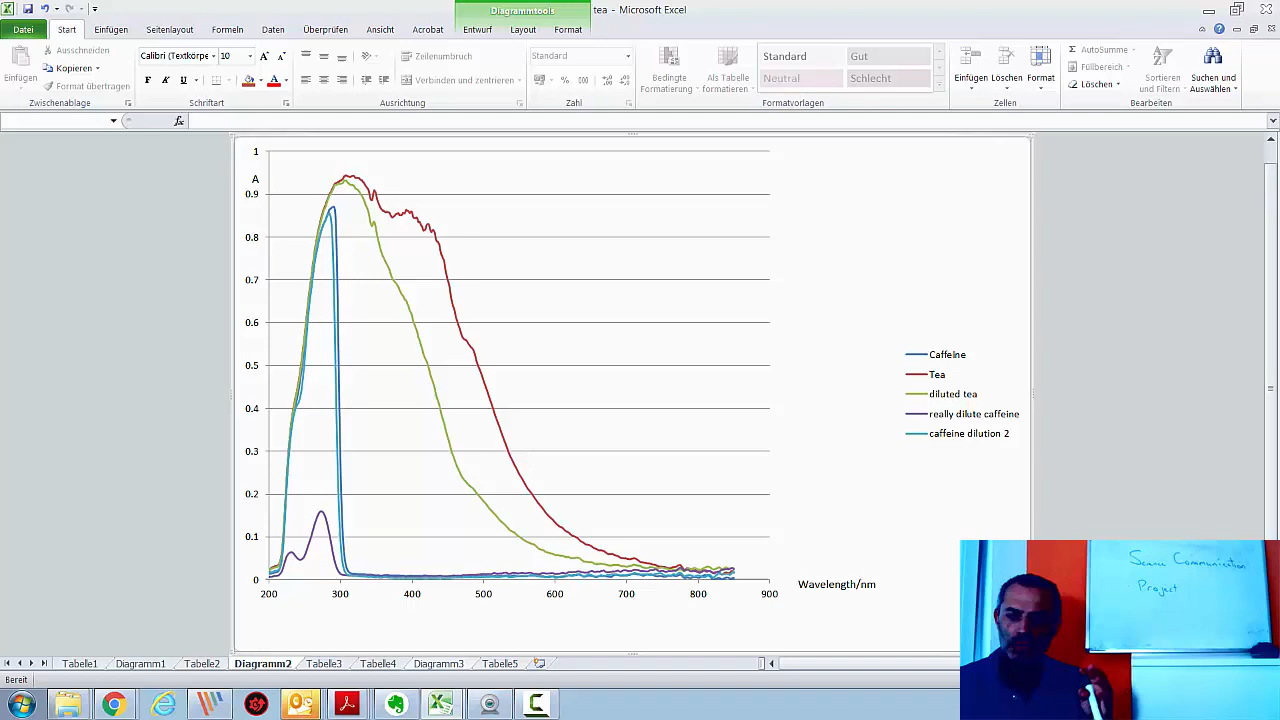 Diagrammtools
tea - Microsoft Excel
Datei
Start
Einfügen
Seitenlayout
Formeln
Daten
Überprüfen
Ansicht
Acrobat
Entwurf
Layout
Format
Einfügen
Ausschneiden
Kopieren
Format übertragen
Zwischenablage
Calibri (Textkörpe
10
F K U
Schriftart
Zeilenumbruch
Verbinden und zentrieren
Ausrichtung
Standard
Zahl
Bedingte
Formatierung
Als Tabelle
formatieren
Standard
Gut
Neutral
Schlecht
Formatvorlagen
Einfügen
Löschen
Format
Zellen
AutoSumme
Füllbereich
Löschen
Sortieren
und Filtern
Suchen und
Auswählen
Bearbeiten
fx
1
A
0.9
0.8
0.7
0.6
0.5
0.4
0.3
0.2
0.1
0
200 300 400 500 600 700 800 900
Wavelength/nm
Caffeine
Tea
diluted tea
really dilute caffeine
caffeine dilution 2
Science Communication
Project
Tabelle1
Diagramm1
Tabelle2
Diagramm2
Tabelle3
Tabelle4
Diagramm3
Tabelle5
Bereit